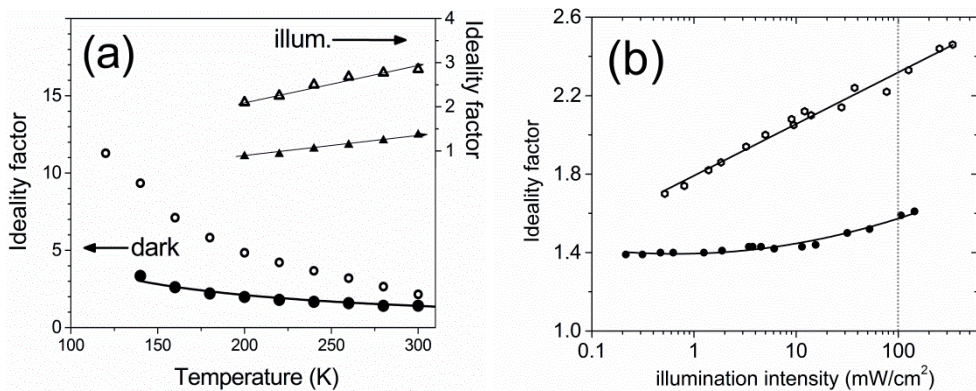 (a)
illum.
dark
4
3
2
1
Ideality factor
15
10
5
0
Ideality factor
100
150
200
250
300
Temperature (K)
(b)
2.6
2.2
1.8
1.4
1.0
Ideality factor
0.1
1
10
100
illumination intensity (mW/cm²)